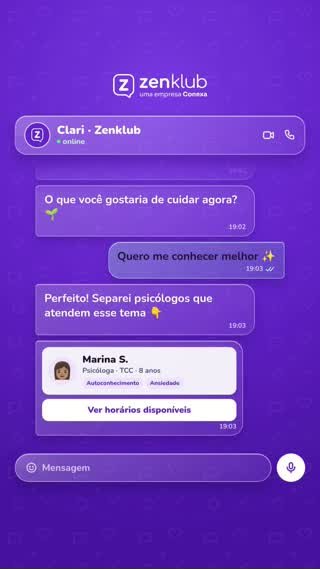 zenklub
uma empresa Conexa
Clari · Zenklub
online
O que você gostaria de cuidar agora?
🌱
19:02
Quero me conhecer melhor ✨
19:03
Perfeito! Separei psicólogos que
atendem esse tema 👇
19:03
Marina S.
Psicóloga · TCC · 8 anos
Autoconhecimento Ansiedade
Ver horários disponíveis
19:03
Mensagem